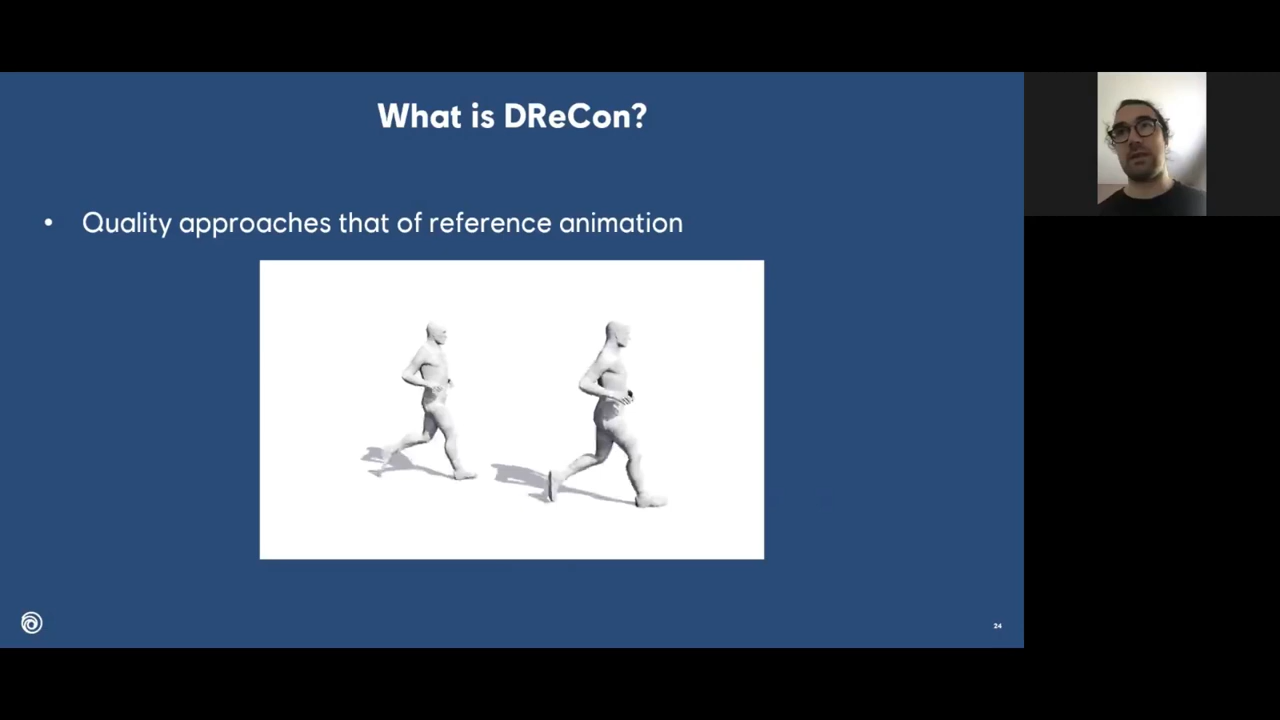 What is DReCon?
• Quality approaches that of reference animation
24